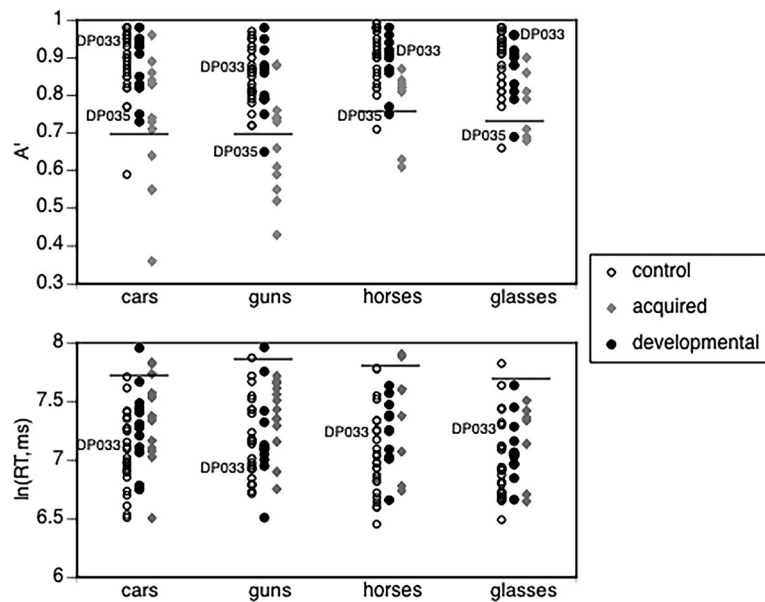 1
DP033
DP033
DP033
DP033
0.9
0.8
DP035
DP035
0.7
DP035
DP035
A'
0.6
0.5
0.4
0.3
cars guns horses glasses
control
acquired
developmental
8
7.5
DP033
DP033
DP033
DP033
7
ln(RT,ms)
6.5
6
cars guns horses glasses